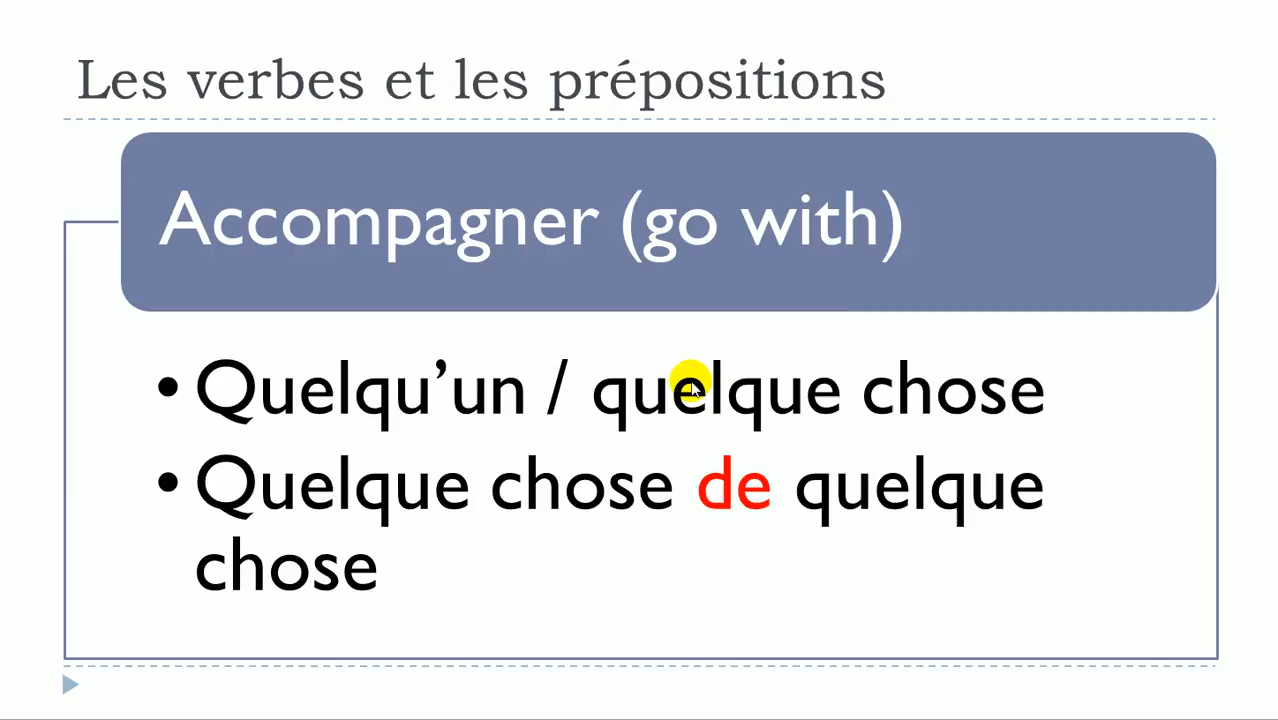 Les verbes et les prépositions
Accompagner (go with)
• Quelqu’un / quelque chose
• Quelque chose de quelque
chose